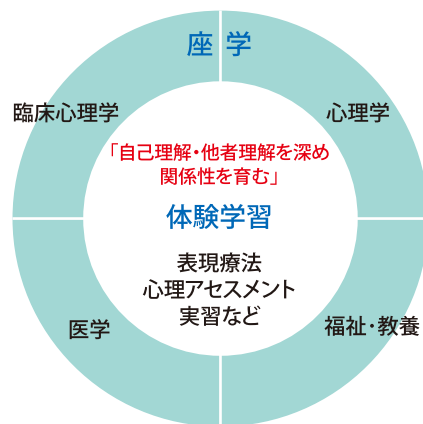 座 学
臨床心理学
心理学
「自己理解・他者理解を深め
関係性を育む」
体験学習
表現療法
心理アセスメント
実習など
医学
福祉・教養